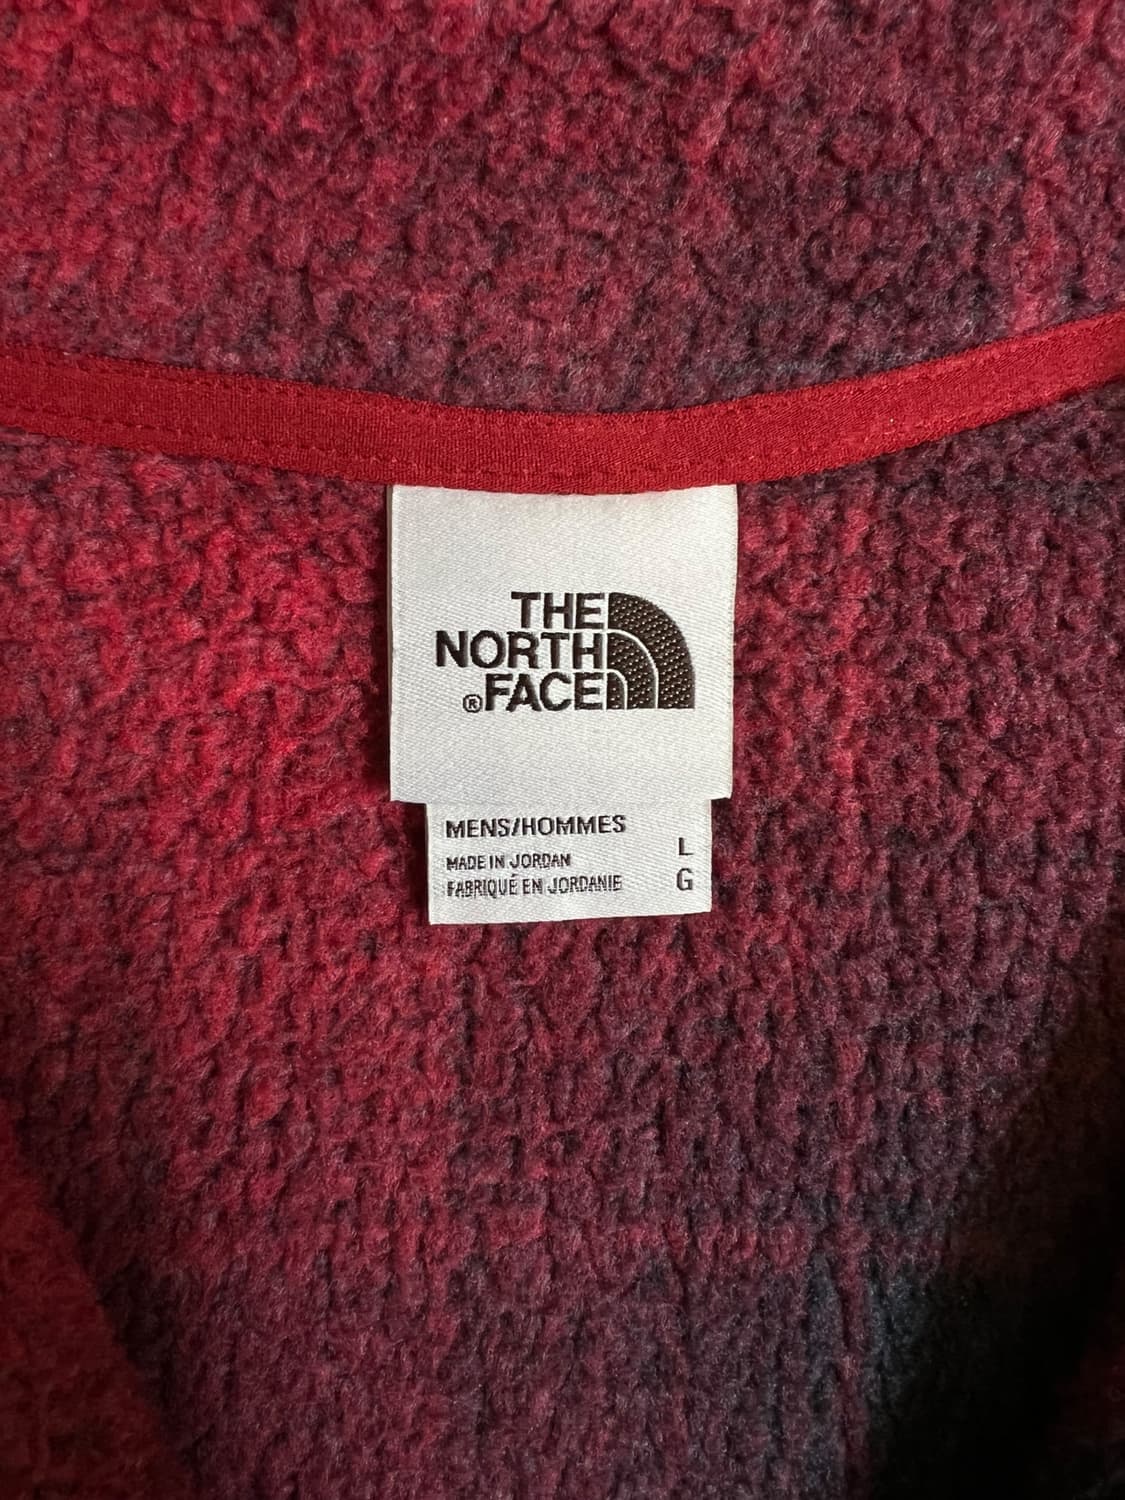 THE
NORTH
®FACE
MENS/HOMMES
L
MADE IN JORDAN
FABRIQUÉ EN JORDANIE
G